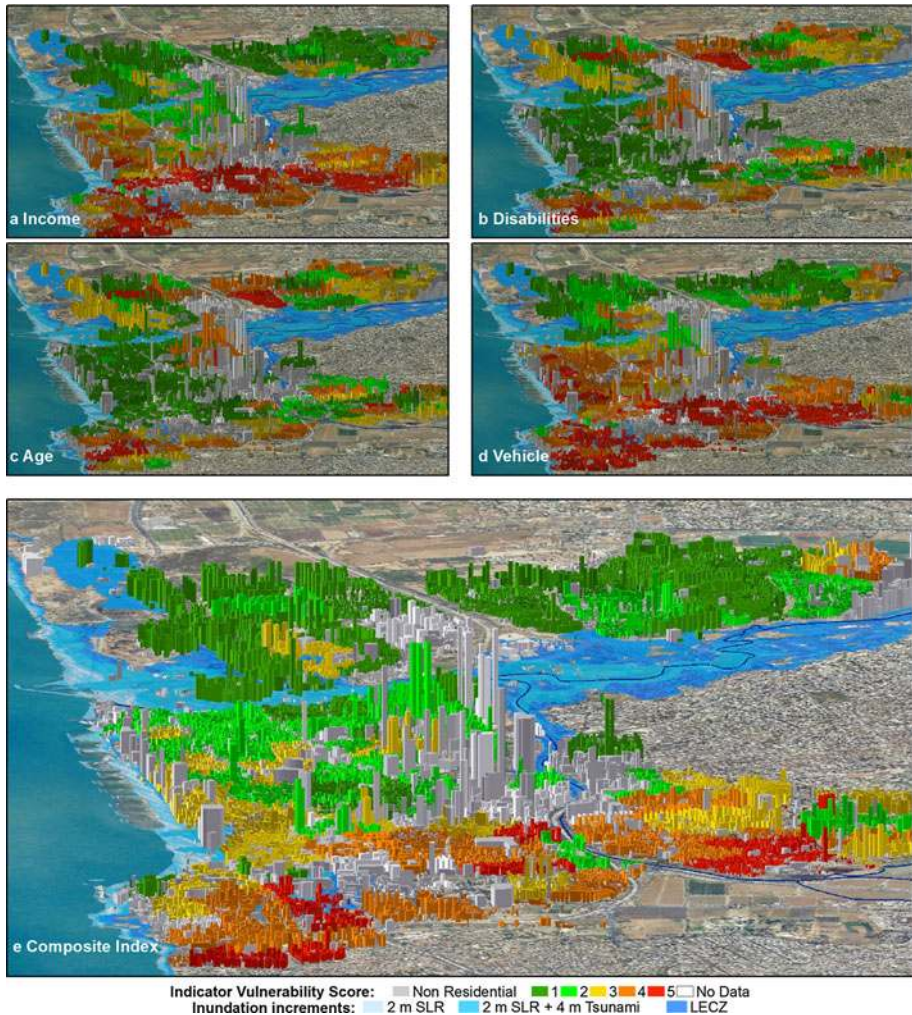 a Income
b Disabilities
c Age
d Vehicle
e Composite Index
Indicator Vulnerability Score: Non Residential 1 2 3 4 5 No Data
Inundation increments: 2 m SLR 2 m SLR + 4 m Tsunami LECZ